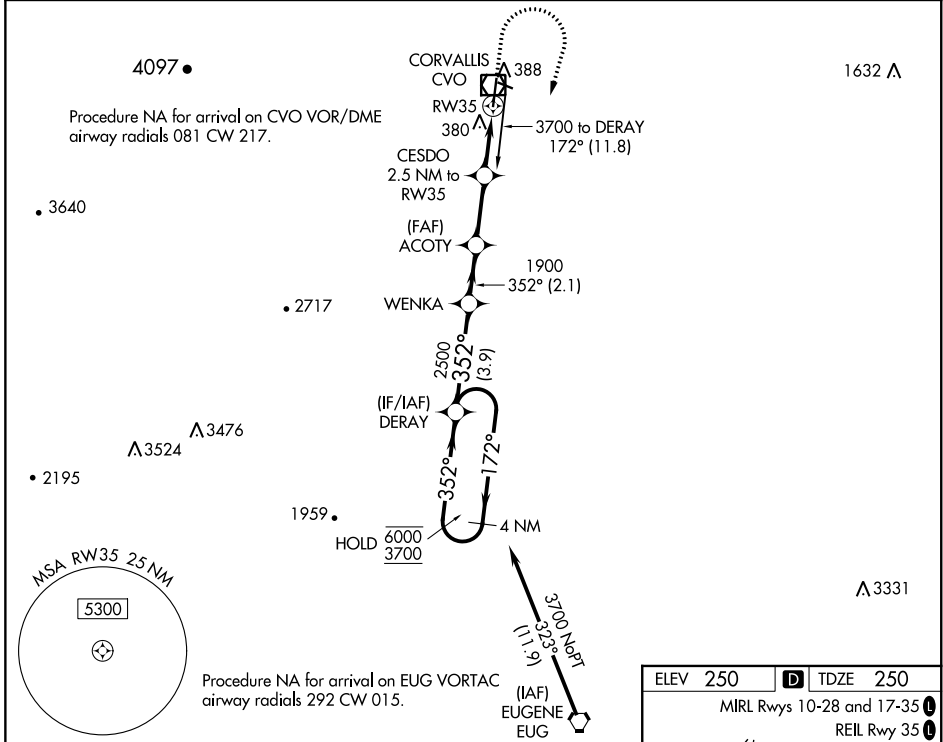 4097
CORVALLIS
CVO
388
1632
Procedure NA for arrival on CVO VOR/DME
airway radials 081 CW 217.
RW35
380
3700 to DERAY
172° (11.8)
CESDO
2.5 NM to
RW35
3640
(FAF)
ACOTY
1900
352° (2.1)
2717
WENKA
2500
352°
(3.9)
(IF/IAF)
DERAY
3476
3524
352°
172°
2195
1959
HOLD 6000
3700
4 NM
MSA RW35 25 NM
5300
3331
3700 NoPT
323°
(11.9)
Procedure NA for arrival on EUG VORTAC
airway radials 292 CW 015.
(IAF)
EUGENE
EUG
ELEV 250 D TDZE 250
MIRL Rwys 10-28 and 17-35 L
REIL Rwy 35 L